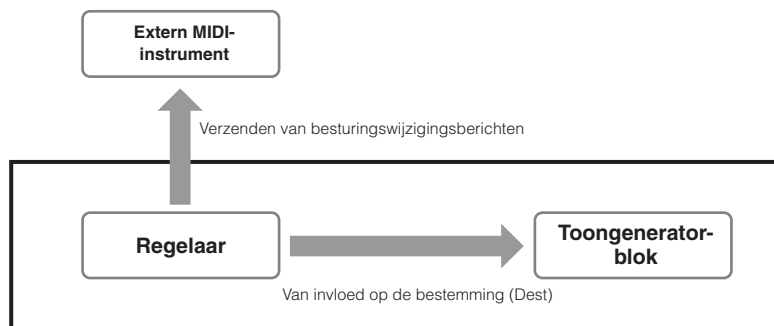 Extern MIDI-
instrument
Verzenden van besturingswijzigingsberichten
Regelaar
Toongenerator-
blok
Van invloed op de bestemming (Dest)